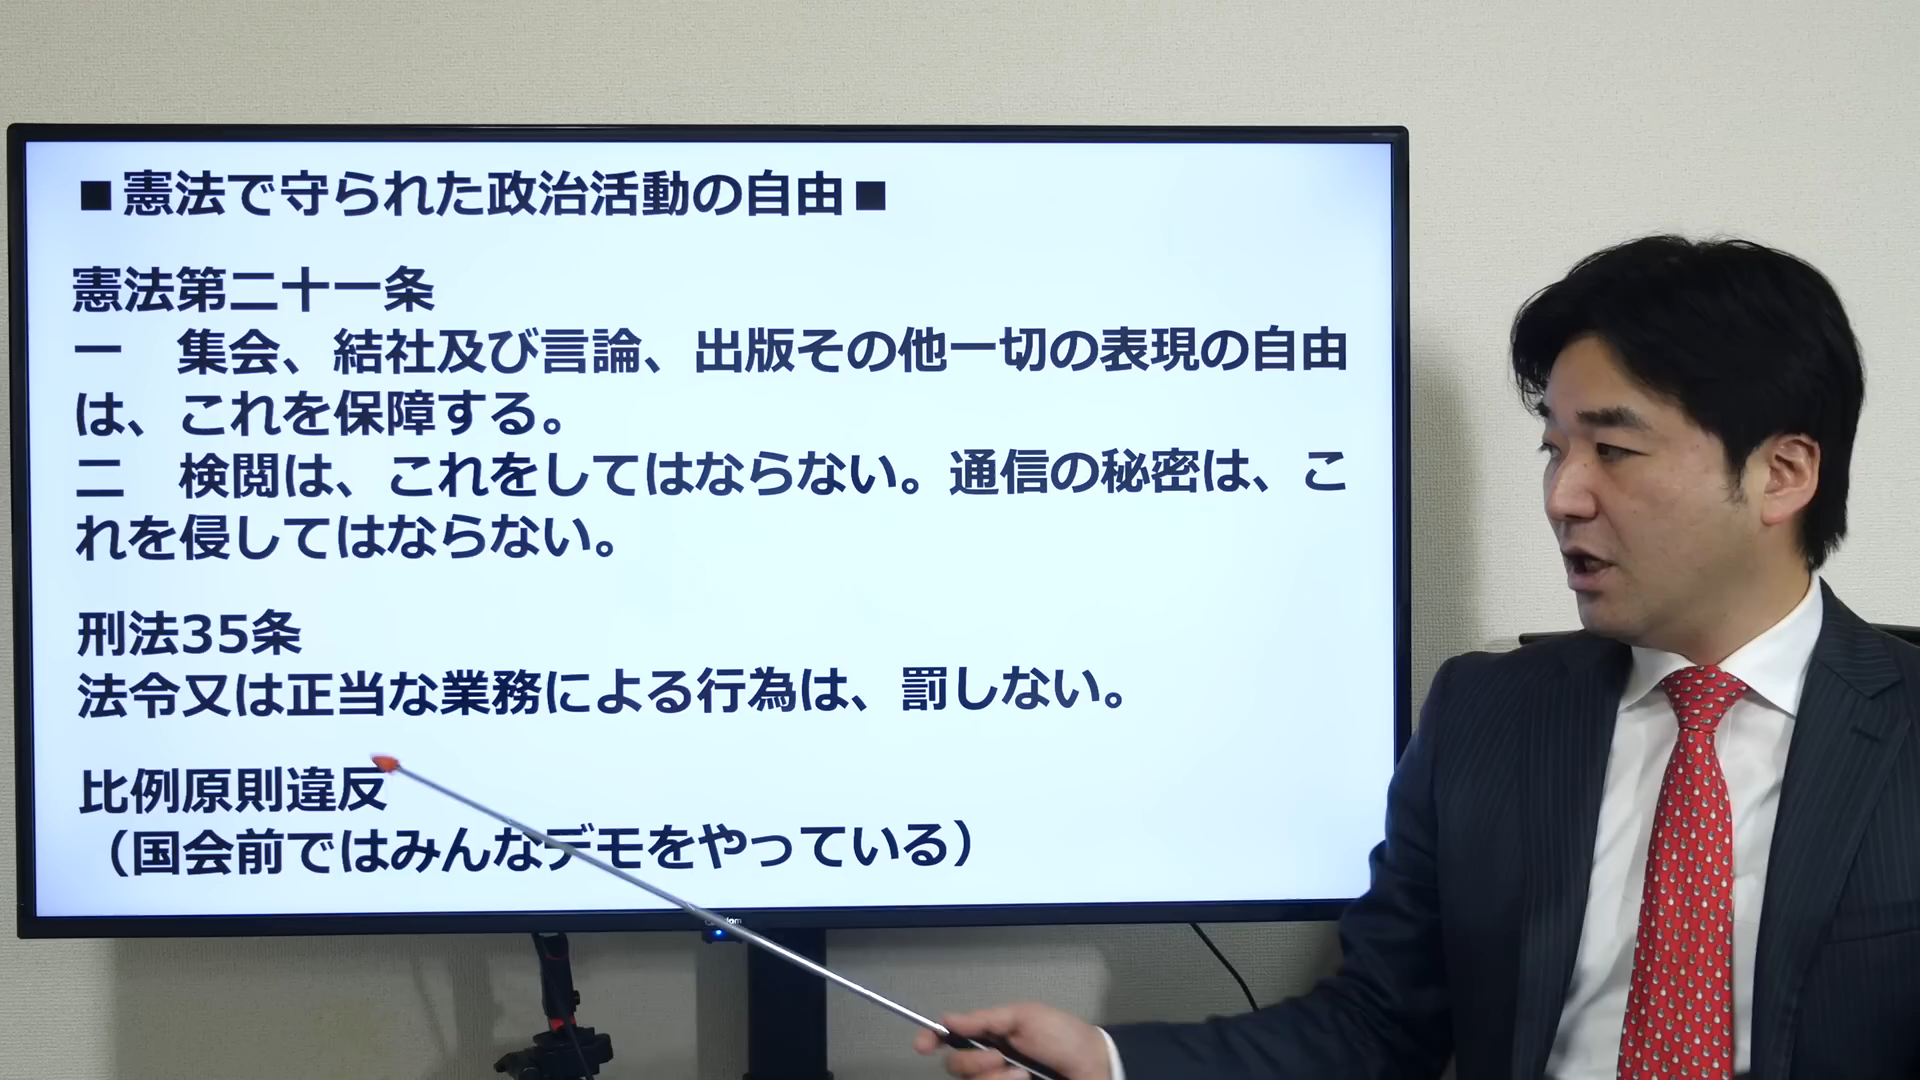 ■憲法で守られた政治活動の自由■
憲法第二十一条
一　集会、結社及び言論、出版その他一切の表現の自由
は、これを保障する。
二　検閲は、これをしてはならない。通信の秘密は、こ
れを侵してはならない。
刑法35条
法令又は正当な業務による行為は、罰しない。
比例原則違反
（国会前ではみんなデモをやっている）